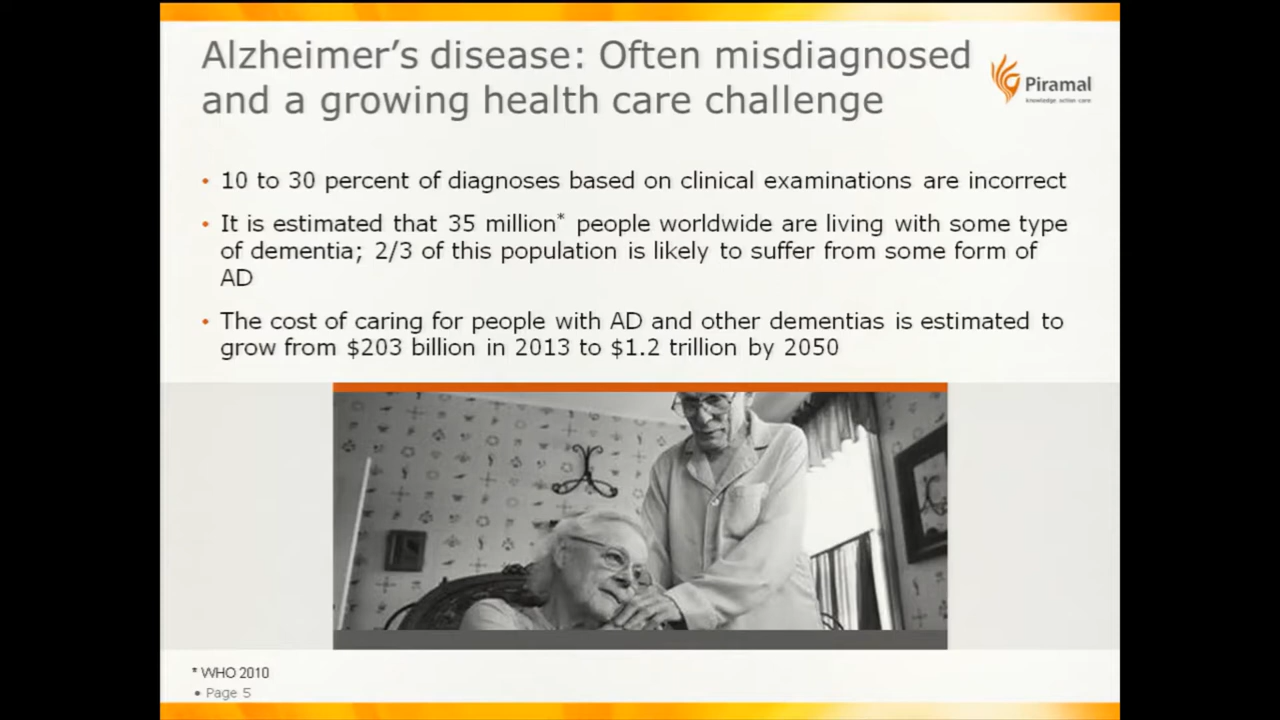 Alzheimer's disease: Often misdiagnosed
and a growing health care challenge
Piramal
knowledge action care
• 10 to 30 percent of diagnoses based on clinical examinations are incorrect
• It is estimated that 35 million* people worldwide are living with some type
of dementia; 2/3 of this population is likely to suffer from some form of
AD
• The cost of caring for people with AD and other dementias is estimated to
grow from $203 billion in 2013 to $1.2 trillion by 2050
* WHO 2010
• Page 5